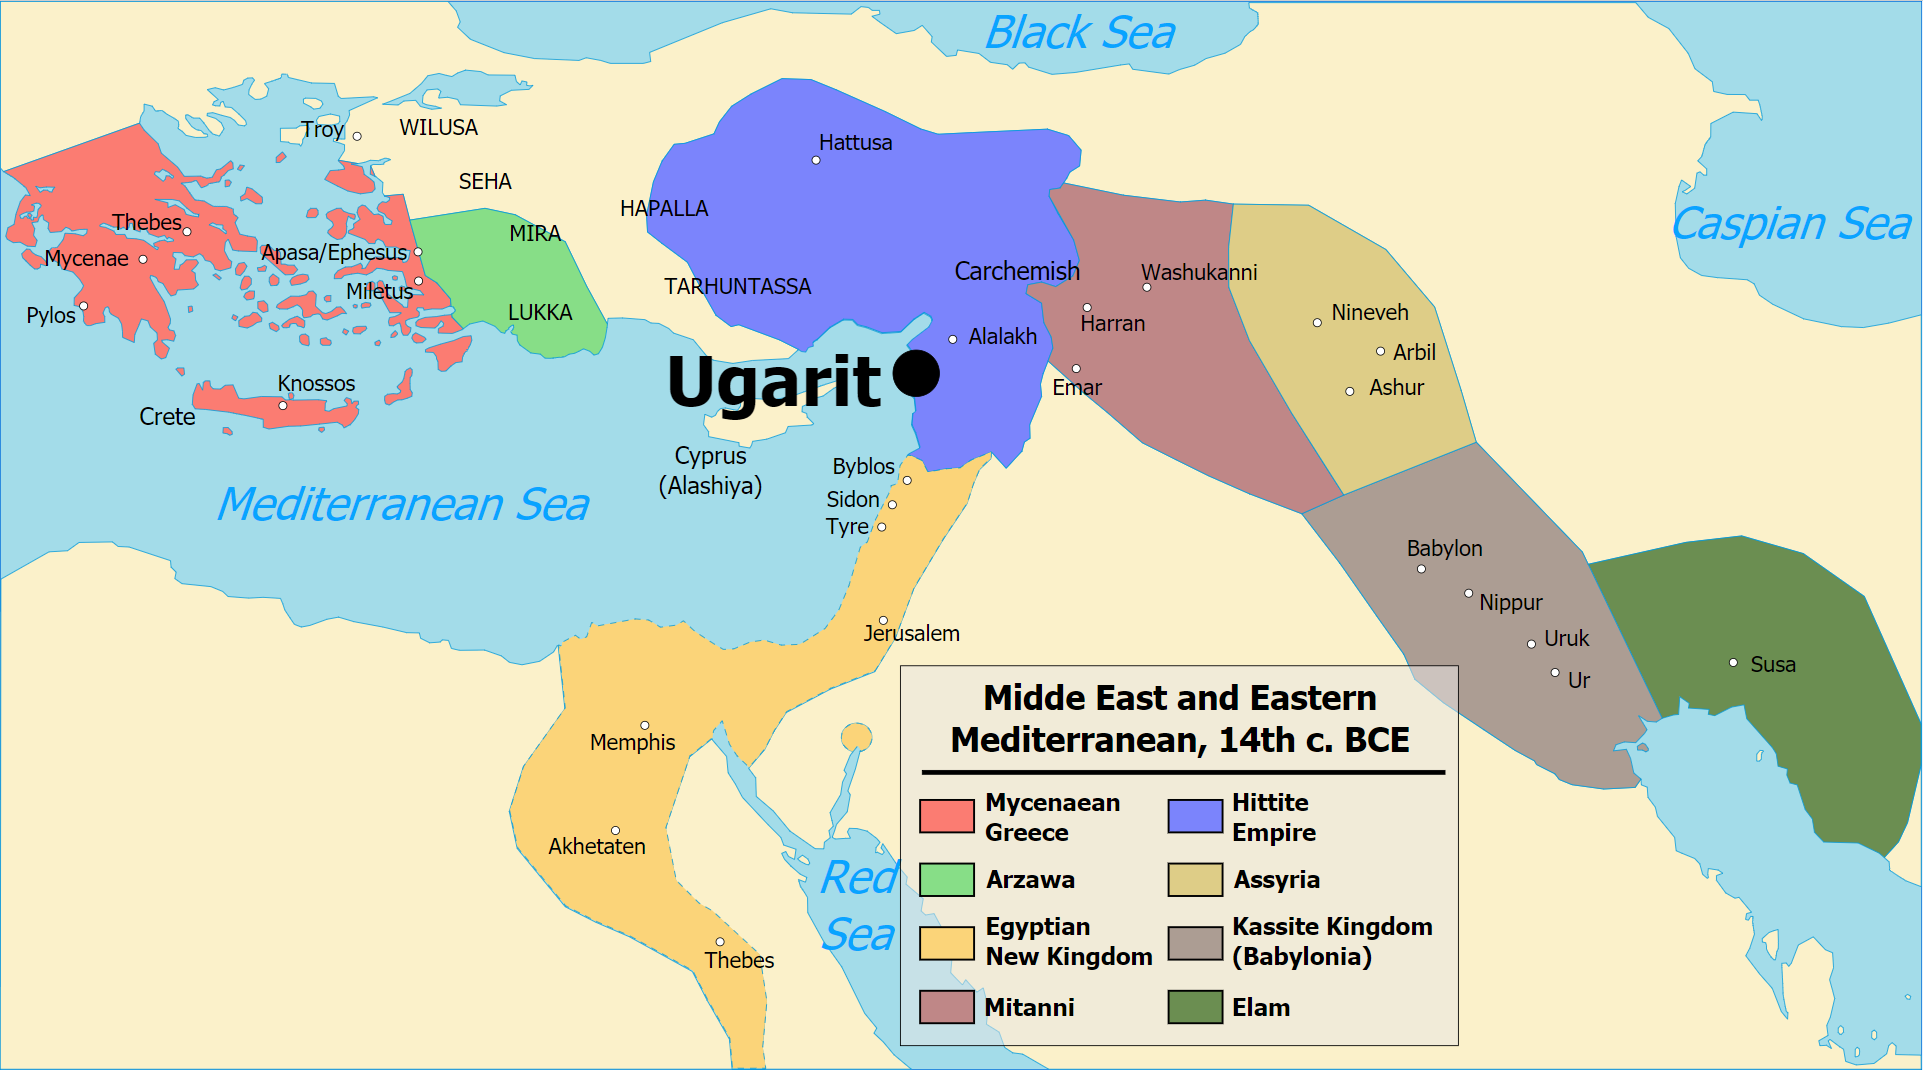 Black Sea
Troy
WILUSA
Hattusa
SEHA
HAPALLA
Thebes
MIRA
Caspian Sea
Mycenae
Apasa/Ephesus
Carchemish
Washukanni
Miletus
TARHUNTASSA
Pylos
LUKKA
Harran
Nineveh
Alalakh
Arbil
Ugarit
Knossos
Emar
Ashur
Crete
Cyprus
(Alashiya)
Byblos
Mediterranean Sea
Sidon
Tyre
Babylon
Nippur
Jerusalem
Uruk
Susa
Ur
Memphis
Akhetaten
Red
Sea
Thebes
Midde East and Eastern
Mediterranean, 14th c. BCE
Mycenaean
Greece
Hittite
Empire
Arzawa
Assyria
Egyptian
New Kingdom
Kassite Kingdom
(Babylonia)
Mitanni
Elam